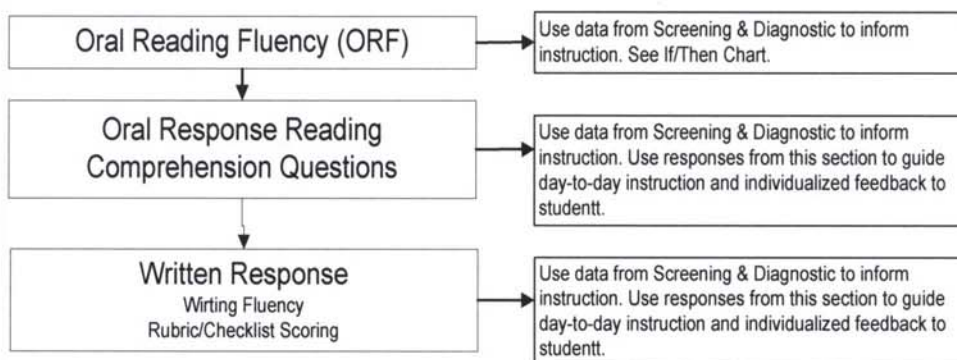 Oral Reading Fluency (ORF)
Use data from Screening & Diagnostic to inform
instruction. See If/Then Chart.
Oral Response Reading
Comprehension Questions
Use data from Screening & Diagnostic to inform
instruction. Use responses from this section to guide
day-to-day instruction and individualized feedback to
studentt.
Written Response
Wirting Fluency
Rubric/Checklist Scoring
Use data from Screening & Diagnostic to inform
instruction. Use responses from this section to guide
day-to-day instruction and individualized feedback to
studentt.